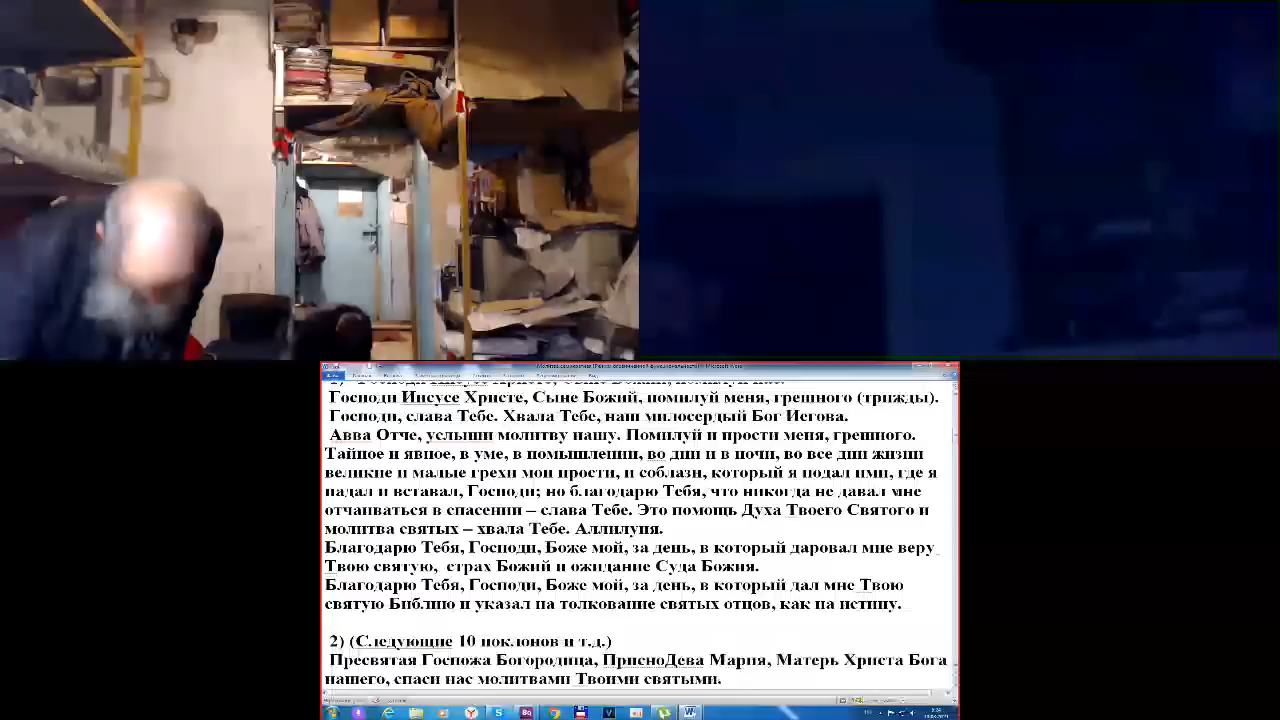 Господи Иисусе Христе, Сыне Божий, помилуй меня, грешного (трижды).
Господи, слава Тебе. Хвала Тебе, наш милосердый Бог Иегова.
Авва Отче, услыши молитву нашу. Помилуй и прости меня, грешного.
Тайное и явное, в уме, в помышлении, во дни и в ночи, во все дни жизни
великие и малые грехи мои прости, и соблазн, который я подал ими, где я
падал и вставал, Господи; но благодарю Тебя, что никогда не давал мне
отчаиваться в спасении – слава Тебе. Это помощь Духа Твоего Святого и
молитва святых – хвала Тебе. Аллилуия.
Благодарю Тебя, Господи, Боже мой, за день, в который даровал мне веру
Твою святую, страх Божий и ожидание Суда Божия.
Благодарю Тебя, Господи, Боже мой, за день, в который дал мне Твою
святую Библию и указал на толкование святых отцов, как на истину.
2) (Следующие 10 поклонов и т.д.)
Пресвятая Госпожа Богородица, ПрисноДева Мария, Матерь Христа Бога
нашего, спаси нас молитвами Твоими святыми.